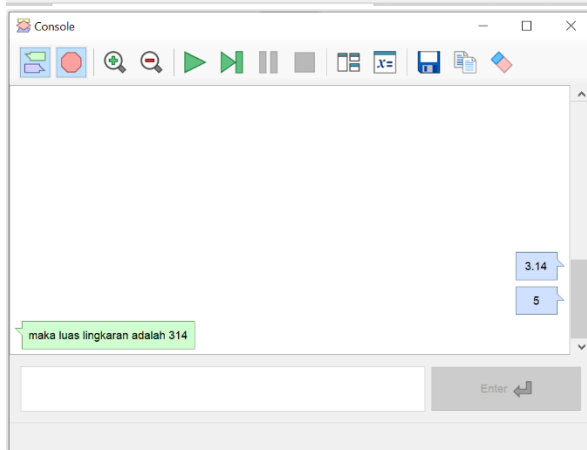 Console
x=
3.14
5
maka luas lingkaran adalah 314
Enter